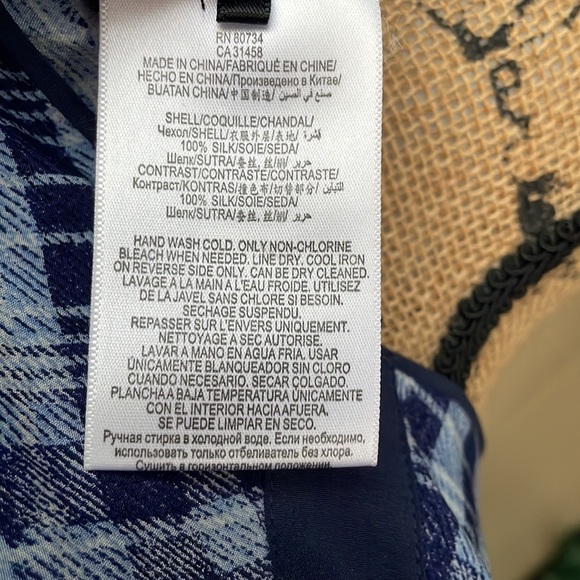 RN 80734
CA 31458
MADE IN CHINA/FABRIQUÉ EN CHINE/
HECHO EN CHINA/Произведено в Китае/
BUATAN CHINA/中国制造/ صنع في الصين
SHELL/COQUILLE/CHANDAL/
Чехол/SHELL/衣服外层/表地/ قشرة
100% SILK/SOIE/SEDA/
Шелк/SUTRA/蚕丝, 丝/絹/ حرير
CONTRAST/CONTRASTE/CONTRASTE/
Контраст/KONTRAS/撞色布/切替部分/ التباين
100% SILK/SOIE/SEDA/
Шелк/SUTRA/蚕丝, 丝/絹/ حرير
HAND WASH COLD. ONLY NON-CHLORINE
BLEACH WHEN NEEDED. LINE DRY. COOL IRON
ON REVERSE SIDE ONLY. CAN BE DRY CLEANED.
LAVAGE A LA MAIN A L'EAU FROIDE. UTILISEZ
DE LA JAVEL SANS CHLORE SI BESOIN.
SECHAGE SUSPENDU.
REPASSER SUR L'ENVERS UNIQUEMENT.
NETTOYAGE A SEC AUTORISE.
LAVAR A MANO EN AGUA FRIA. USAR
ÚNICAMENTE BLANQUEADOR SIN CLORO
CUANDO NECESARIO. SECAR COLGADO.
PLANCHA A BAJA TEMPERATURA ÚNICAMENTE
CON EL INTERIOR HACIA AFUERA.
SE PUEDE LIMPIAR EN SECO.
Ручная стирка в холодной воде. Если необходимо,
использовать только отбеливатель без хлора.
Сушить в горизонтальном положении.